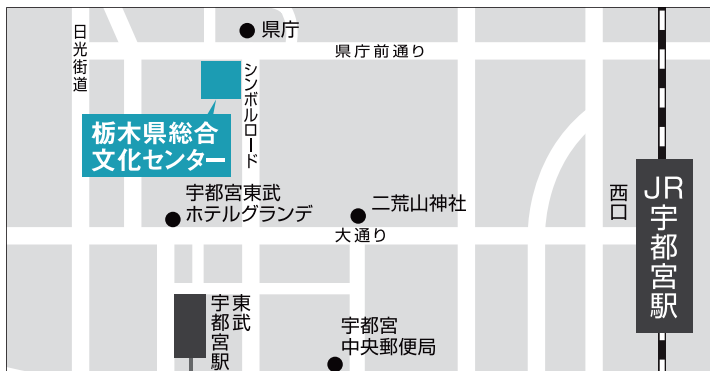 県庁
日光街道
県庁前通り
シンボルロード
栃木県総合
文化センター
宇都宮東武
ホテルグランデ
二荒山神社
西口
JR宇都宮駅
大通り
東武
宇都宮駅
宇都宮
中央郵便局